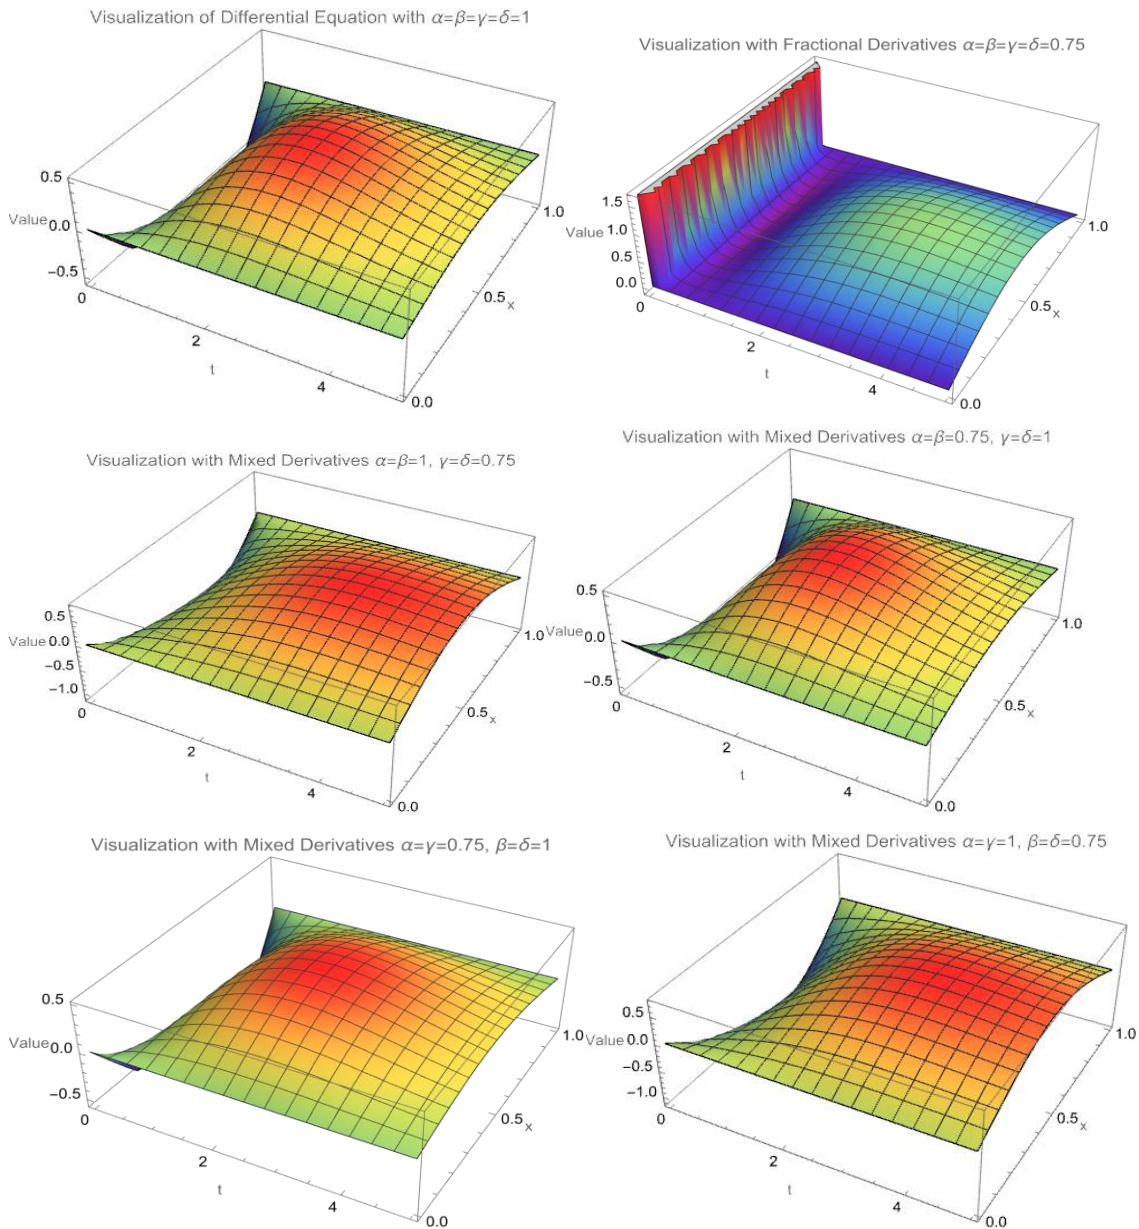 Visualization of Differential Equation with α=β=γ=δ=1
0.5
Value
0.0
−0.5
0
2
t
4
0.0
0.5
x
1.0
Visualization with Fractional Derivatives α=β=γ=δ=0.75
1.5
Value
1.0
0.5
0.0
0
2
t
4
0.0
0.5
x
1.0
Visualization with Mixed Derivatives α=β=1, γ=δ=0.75
0.5
Value
0.0
−0.5
−1.0
0
2
t
4
0.0
0.5
x
1.0
Visualization with Mixed Derivatives α=β=0.75, γ=δ=1
0.5
Value
0.0
−0.5
0
2
t
4
0.0
0.5
x
1.0
Visualization with Mixed Derivatives α=γ=0.75, β=δ=1
0.5
Value
0.0
−0.5
0
2
t
4
0.0
0.5
x
1.0
Visualization with Mixed Derivatives α=γ=1, β=δ=0.75
0.5
Value
0.0
−0.5
−1.0
0
2
t
4
0.0
0.5
x
1.0